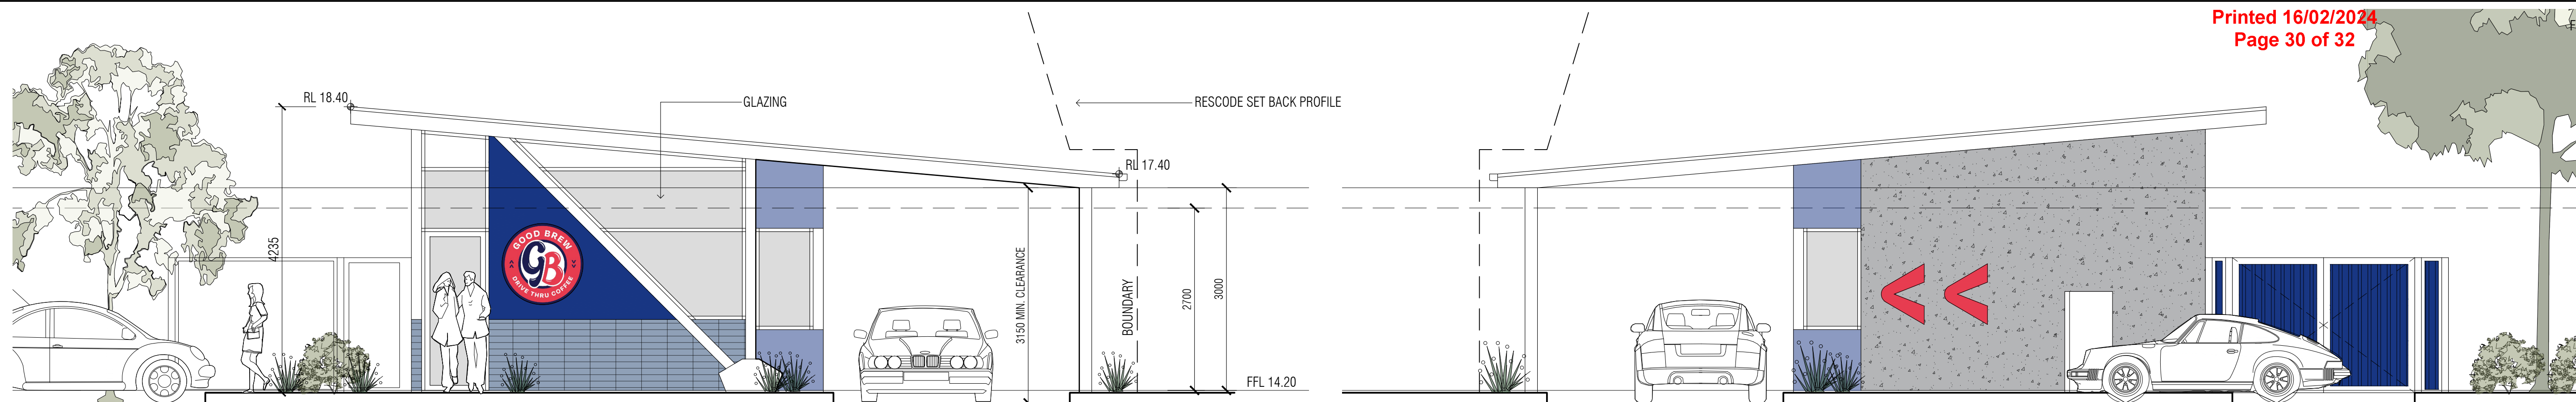 Printed 16/02/2024
Page 30 of 32
RL 18.40
GLAZING
RESCODE SET BACK PROFILE
RL 17.40
4235
GOOD BREW
GB
DRIVE THRU COFFEE
3150 MIN. CLEARANCE
BOUNDARY
2700
3000
FFL 14.20